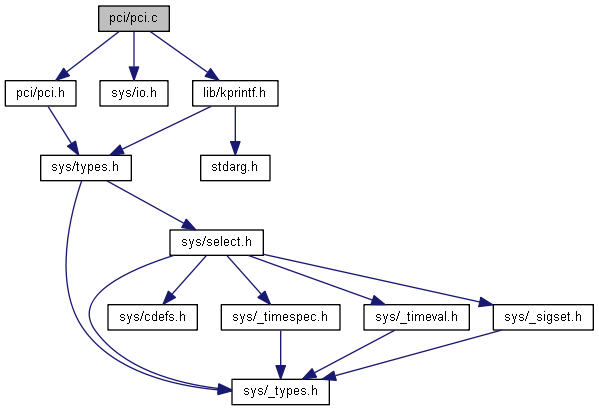 pci/pci.c
pci/pci.h
sys/io.h
lib/kprintf.h
sys/types.h
stdarg.h
sys/select.h
sys/cdefs.h
sys/_timespec.h
sys/_timeval.h
sys/_sigset.h
sys/_types.h